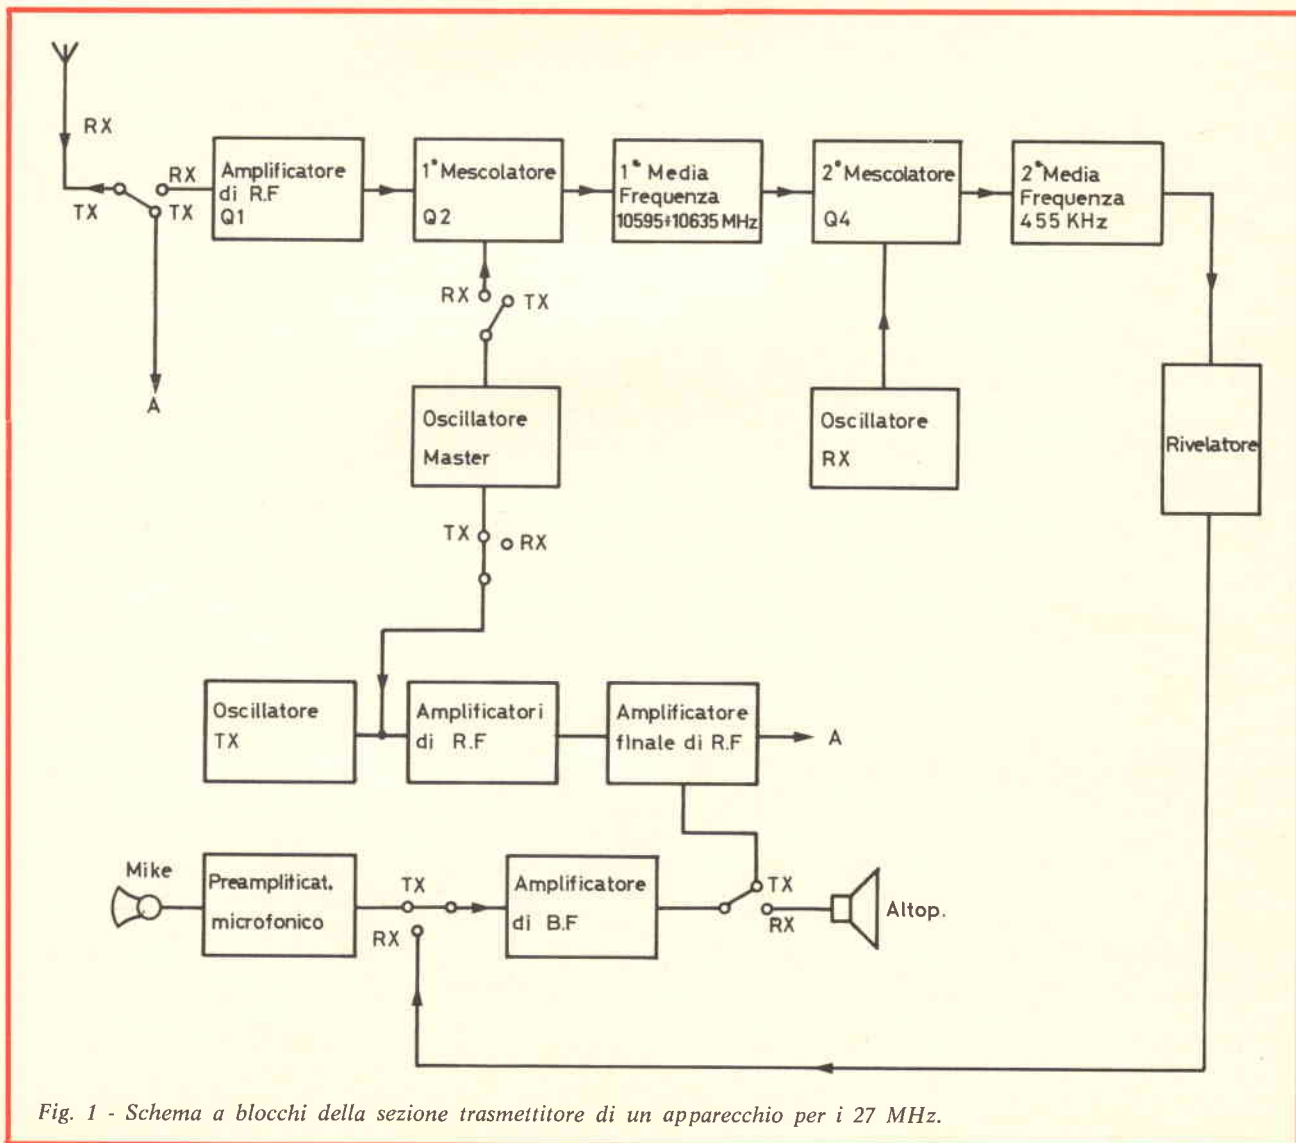 RX
RX
TX
TX
A
Amplificatore
di R.F
Q1
1° Mescolatore
Q2
1° Media
Frequenza
10595÷10635 MHz
2° Mescolatore
Q4
2° Media
Frequenza
455 KHz
RX
TX
Oscillatore
Master
Oscillatore
RX
Rivelatore
TX
RX
Oscillatore
TX
Amplificatori
di R.F
Amplificatore
finale di R.F
A
Mike
Preamplificat.
microfonico
TX
RX
Amplificatore
di B.F
TX
RX
Altop.
Fig. 1 - Schema a blocchi della sezione trasmettitore di un apparecchio per i 27 MHz.